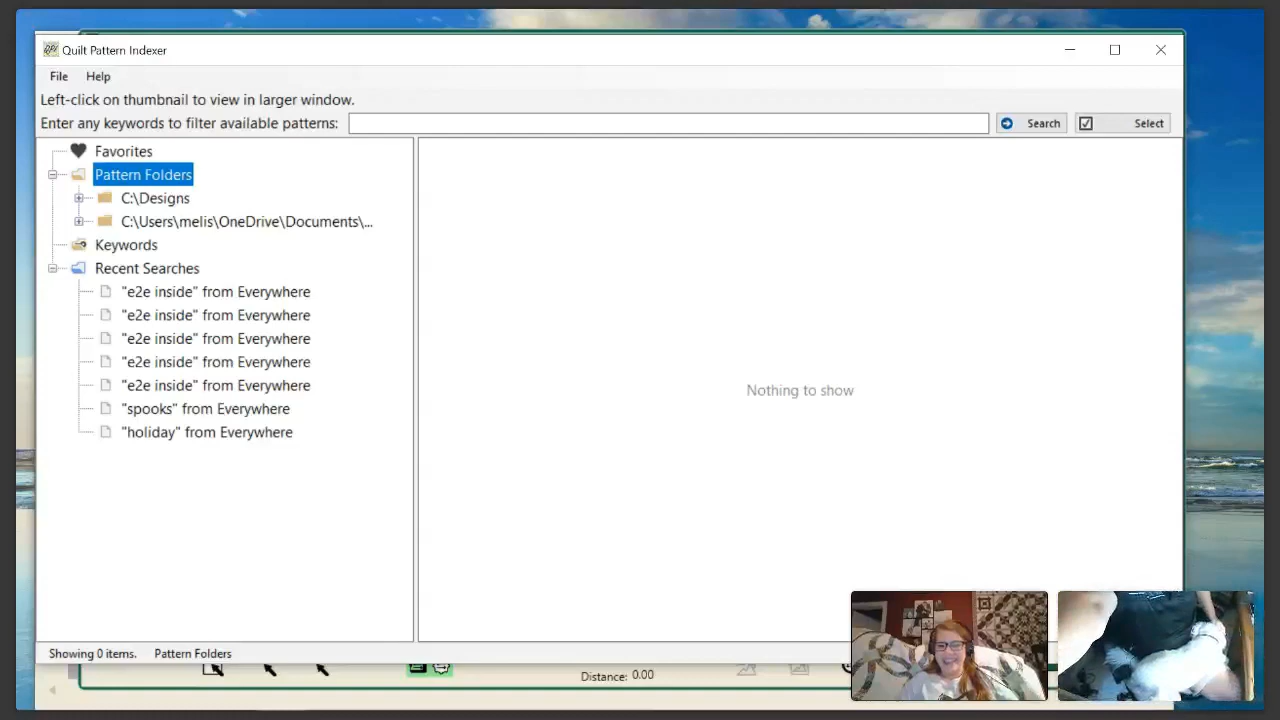 Quilt Pattern Indexer
File Help
Left-click on thumbnail to view in larger window.
Enter any keywords to filter available patterns: Search Select
Favorites
Pattern Folders
C:\Designs
C:\Users\melis\OneDrive\Documents\...
Keywords
Recent Searches
"e2e inside" from Everywhere
"e2e inside" from Everywhere
"e2e inside" from Everywhere
"e2e inside" from Everywhere
"e2e inside" from Everywhere
"spooks" from Everywhere
"holiday" from Everywhere
Nothing to show
Showing 0 items. Pattern Folders
Distance: 0.00